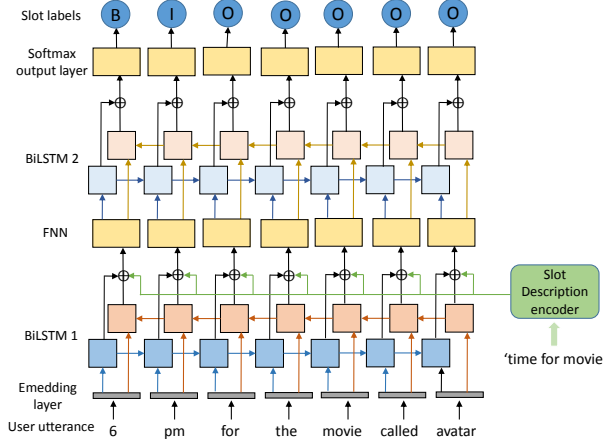 Slot labels B I O O O O O
Softmax
output layer
BiLSTM 2
FNN
Slot
Description
encoder
BiLSTM 1
‘time for movie
Emedding
layer
User utterance 6 pm for the movie called avatar